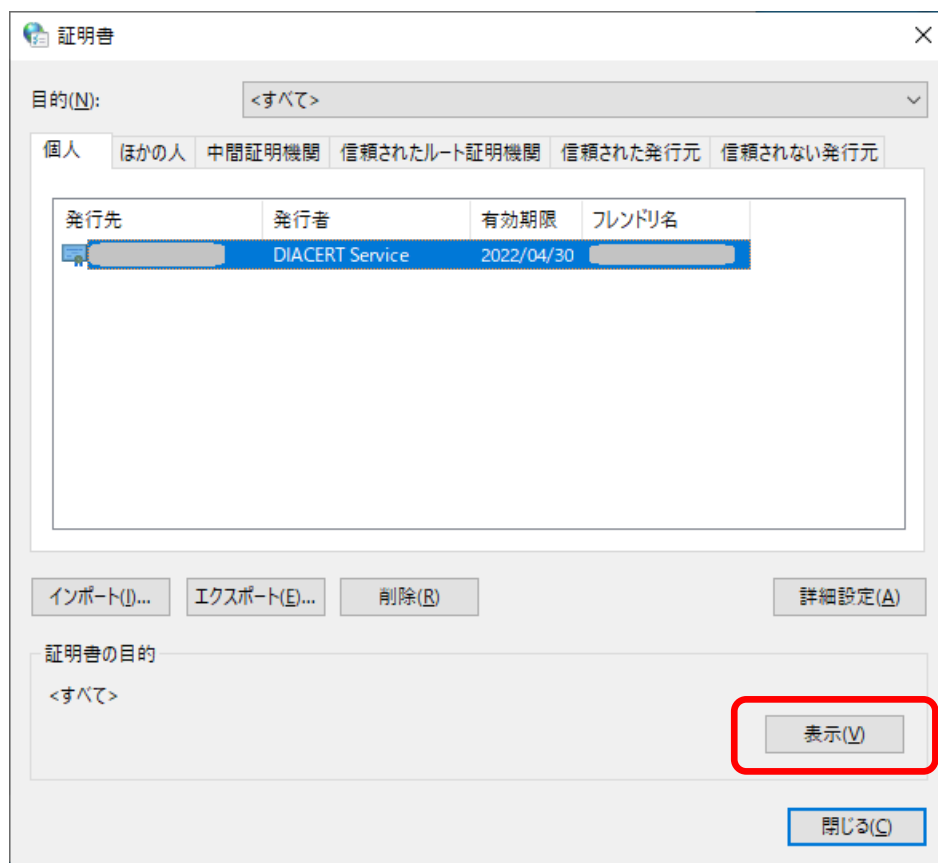 証明書
目的(N): <すべて>
個人 ほかの人 中間証明機関 信頼されたルート証明機関 信頼された発行元 信頼されない発行元
発行先 発行者 有効期限 フレンドリ名
DIACERT Service 2022/04/30
インポート(I)... エクスポート(E)... 削除(R) 詳細設定(A)
証明書の目的
<すべて>
表示(V)
閉じる(C)